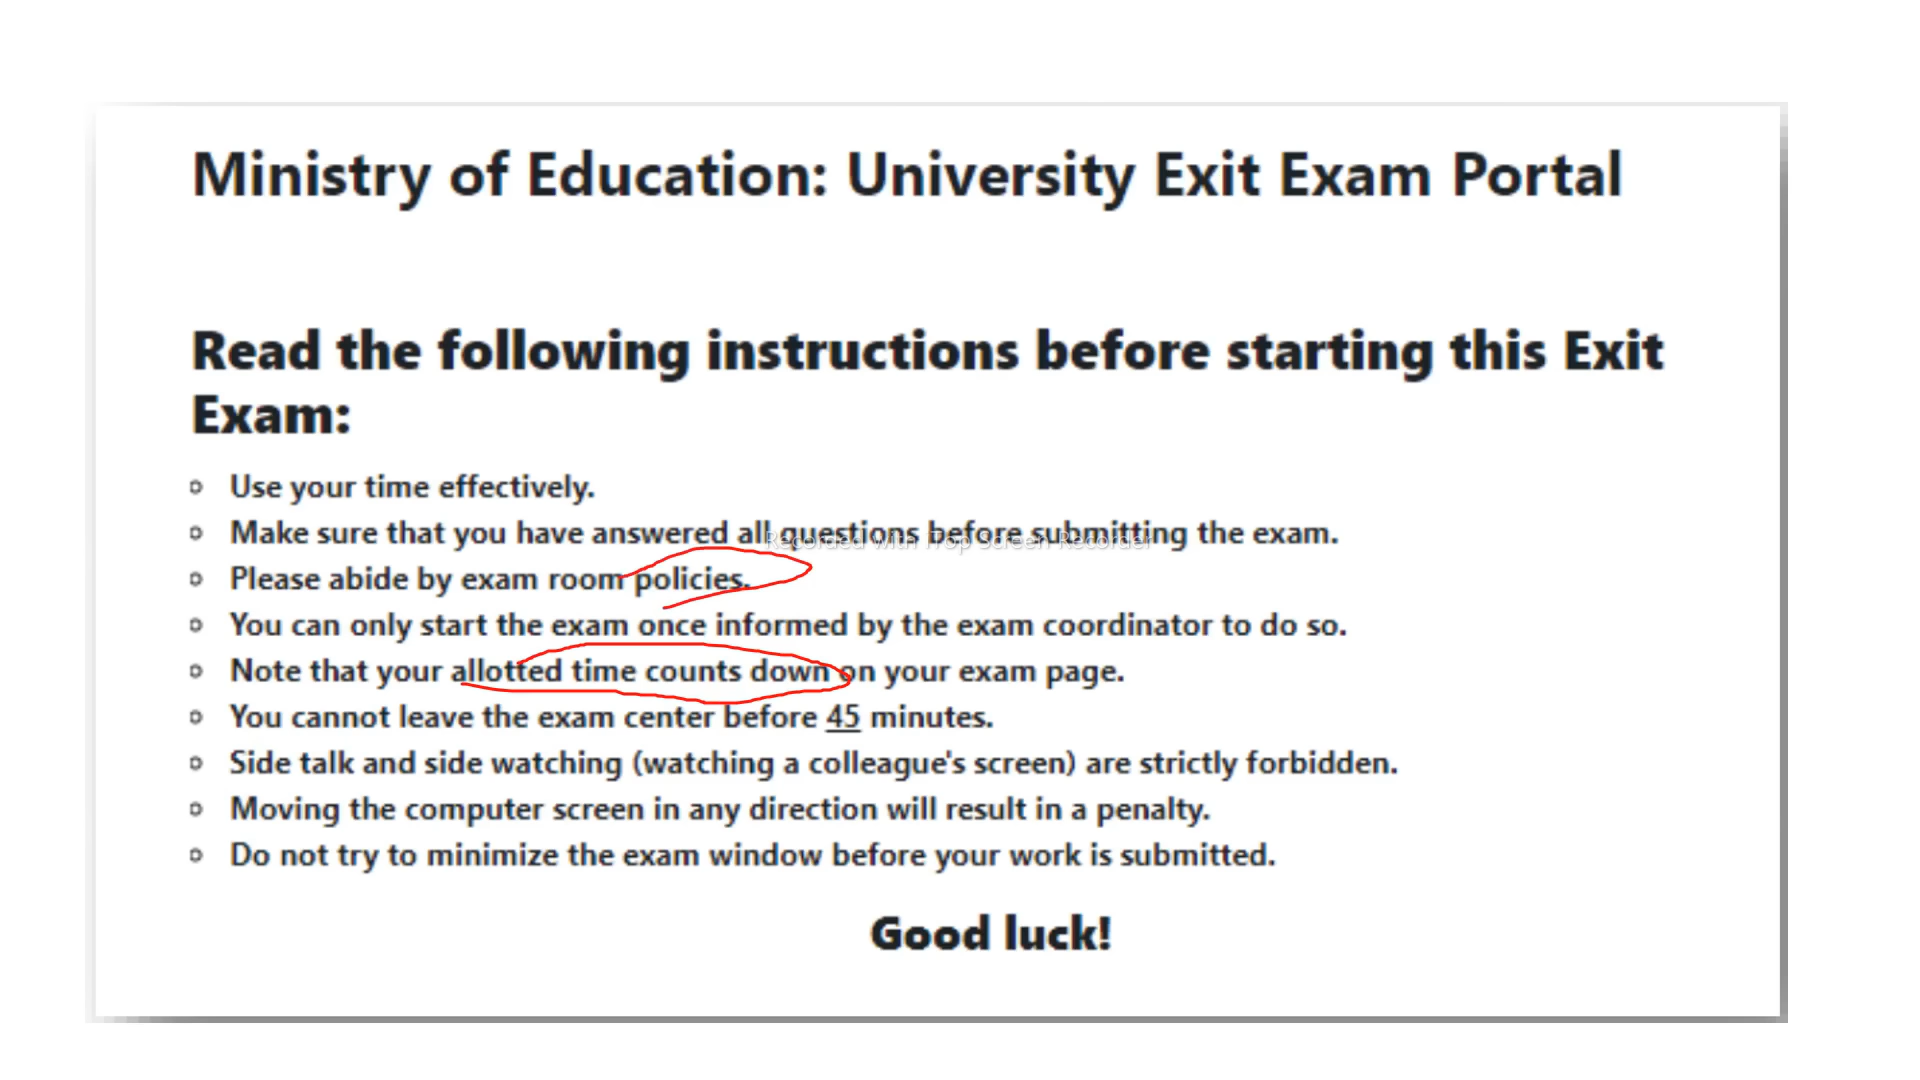 Ministry of Education: University Exit Exam Portal
Read the following instructions before starting this Exit
Exam:
Use your time effectively.
Make sure that you have answered all questions before submitting the exam.
Recorded with iTop Screen Recorder
Please abide by exam room policies.
You can only start the exam once informed by the exam coordinator to do so.
Note that your allotted time counts down on your exam page.
You cannot leave the exam center before 45 minutes.
Side talk and side watching (watching a colleague's screen) are strictly forbidden.
Moving the computer screen in any direction will result in a penalty.
Do not try to minimize the exam window before your work is submitted.
Good luck!